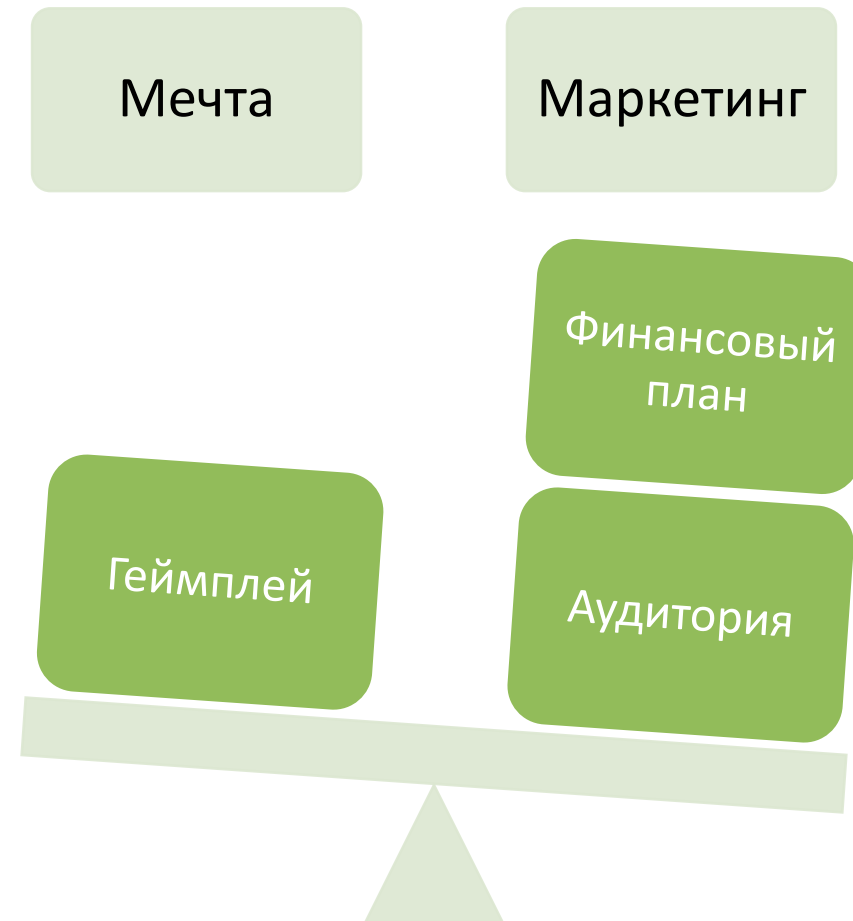 Мечта
Маркетинг
Финансовый
план
Геймплей
Аудитория